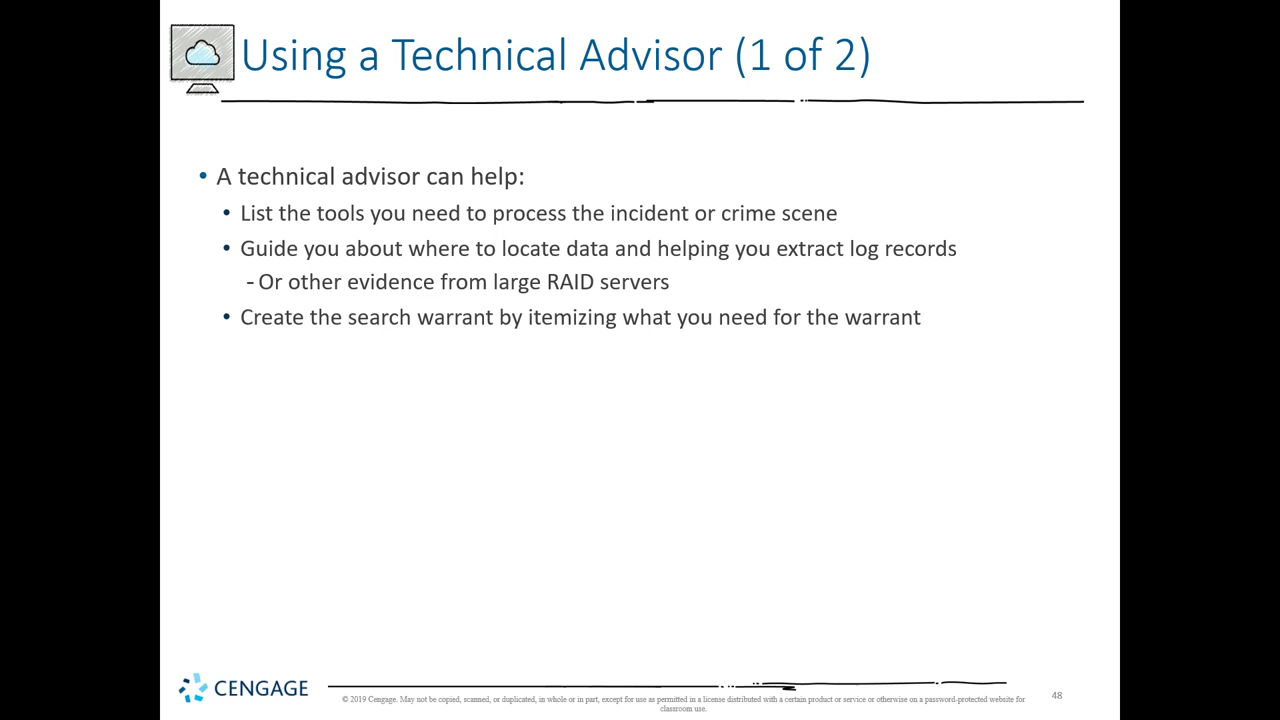 Using a Technical Advisor (1 of 2)
• A technical advisor can help:
• List the tools you need to process the incident or crime scene
• Guide you about where to locate data and helping you extract log records
- Or other evidence from large RAID servers
• Create the search warrant by itemizing what you need for the warrant
CENGAGE
© 2019 Cengage. May not be copied, scanned, or duplicated, in whole or in part, except for use as permitted in a license distributed with a certain product or service or otherwise on a password-protected website for
classroom use.
48